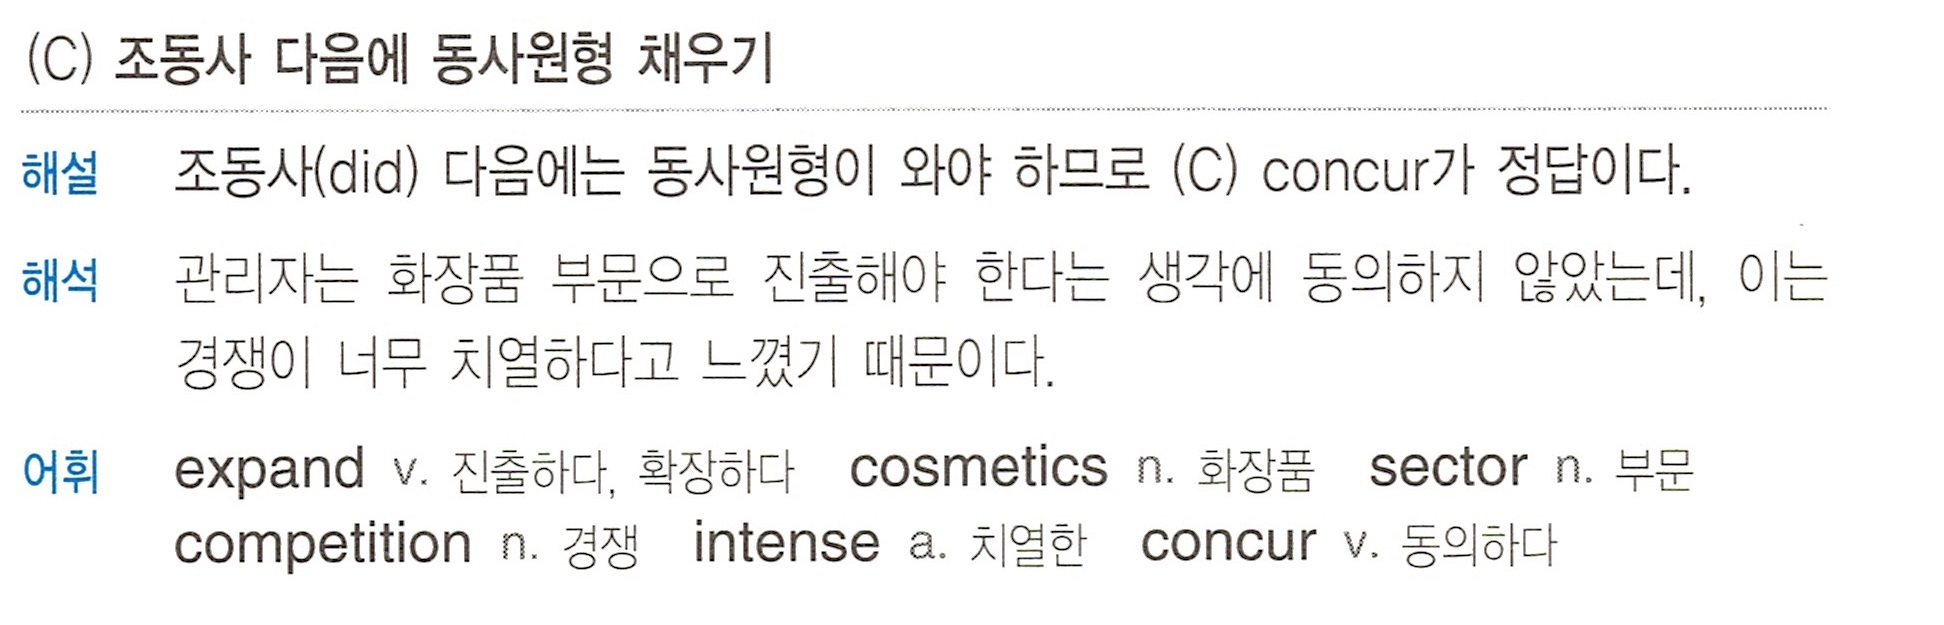 (C) 조동사 다음에 동사원형 채우기
해설 조동사(did) 다음에는 동사원형이 와야 하므로 (C) concur가 정답이다.
해석 관리자는 화장품 부문으로 진출해야 한다는 생각에 동의하지 않았는데, 이는
경쟁이 너무 치열하다고 느꼈기 때문이다.
어휘 expand v. 진출하다, 확장하다 cosmetics n. 화장품 sector n. 부문
competition n. 경쟁 intense a. 치열한 concur v. 동의하다